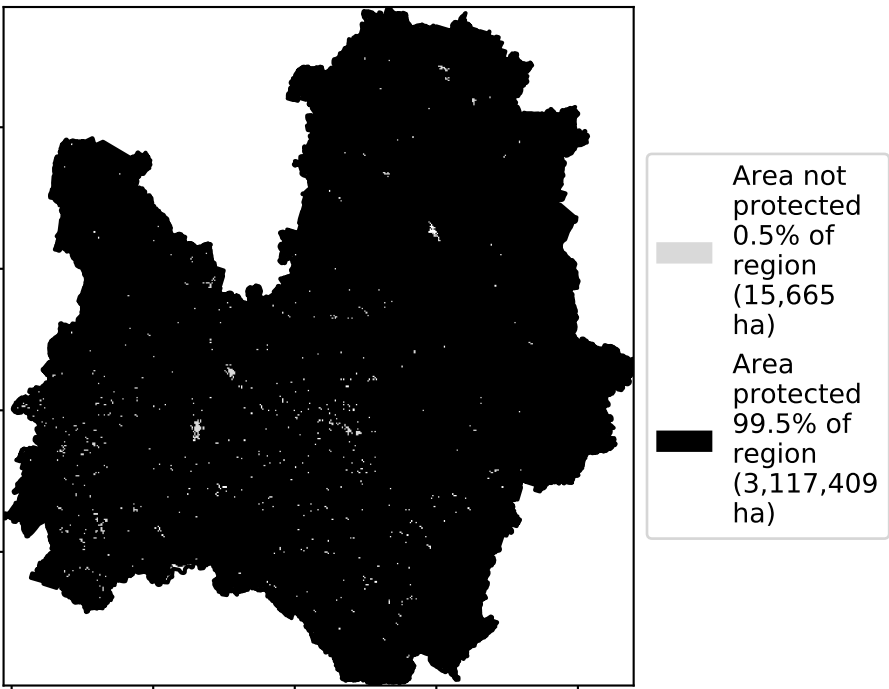 Area not
protected
0.5% of
region
(15,665
ha)
Area
protected
99.5% of
region
(3,117,409
ha)